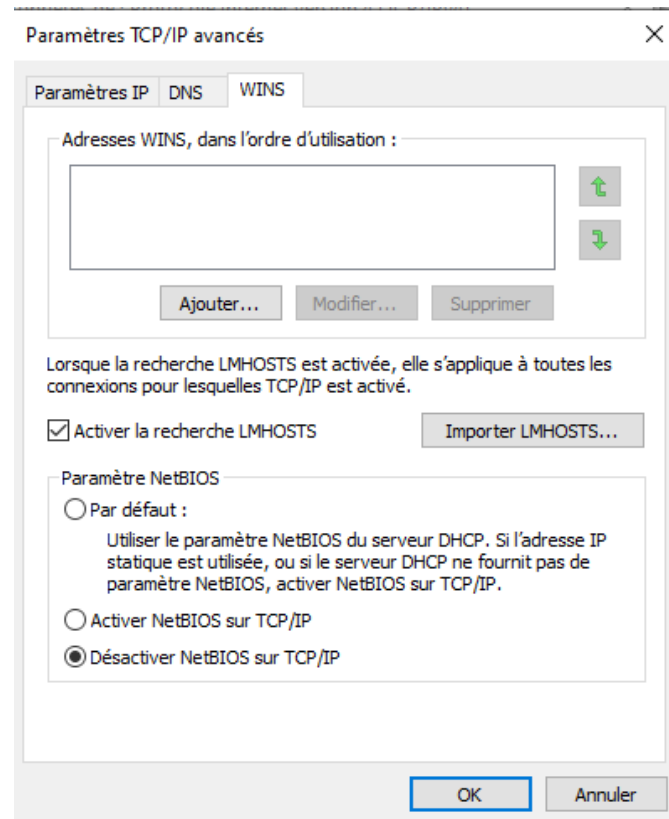 Paramètres TCP/IP avancés
Paramètres IP DNS WINS
Adresses WINS, dans l’ordre d’utilisation :
Ajouter... Modifier... Supprimer
Lorsque la recherche LMHOSTS est activée, elle s’applique à toutes les
connexions pour lesquelles TCP/IP est activé.
Activer la recherche LMHOSTS Importer LMHOSTS...
Paramètre NetBIOS
Par défaut :
Utiliser le paramètre NetBIOS du serveur DHCP. Si l’adresse IP
statique est utilisée, ou si le serveur DHCP ne fournit pas de
paramètre NetBIOS, activer NetBIOS sur TCP/IP.
Activer NetBIOS sur TCP/IP
Désactiver NetBIOS sur TCP/IP
OK Annuler